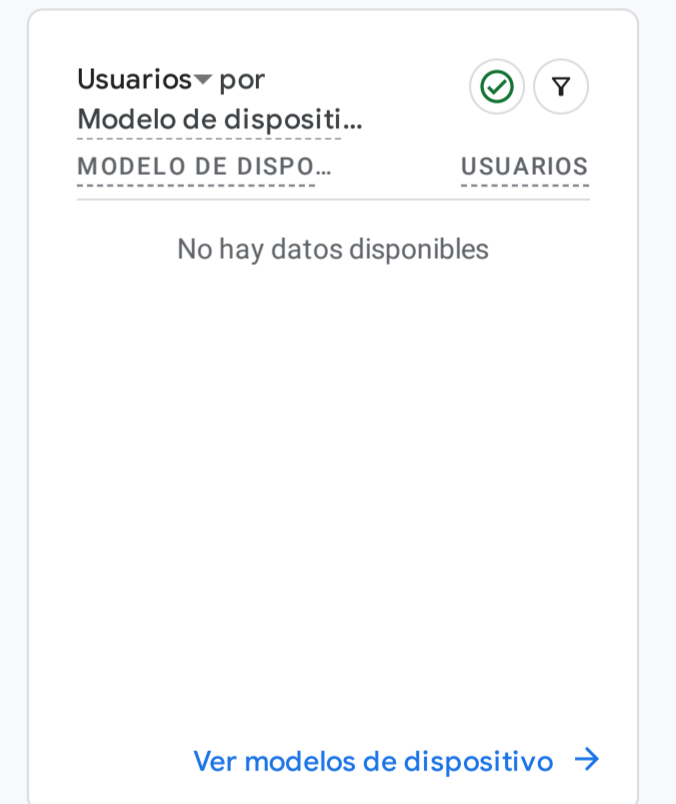 Usuarios por
Modelo de dispositi...
MODELO DE DISPO... USUARIOS
No hay datos disponibles
Ver modelos de dispositivo